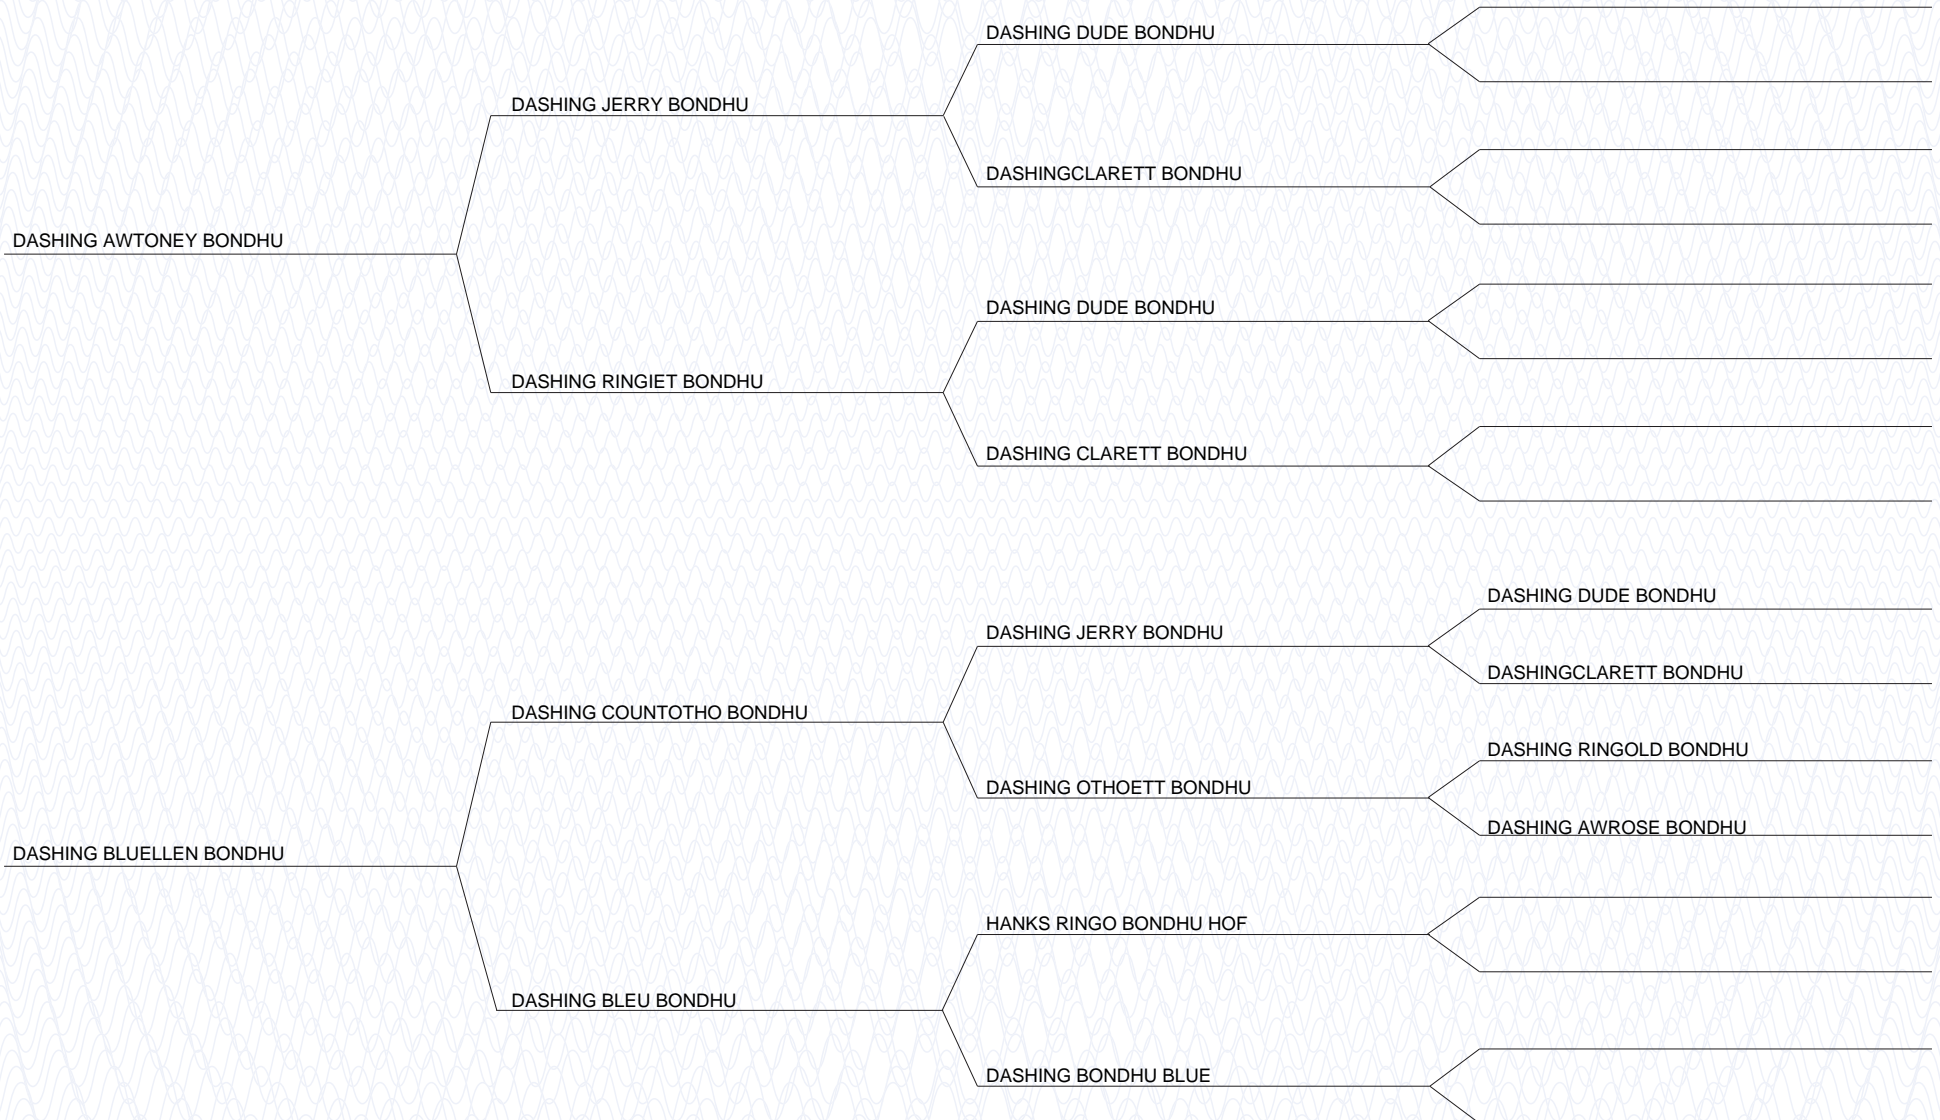 DASHING DUDE BONDHU
DASHING JERRY BONDHU
DASHINGCLARETT BONDHU
DASHING AWTONEY BONDHU
DASHING DUDE BONDHU
DASHING RINGIET BONDHU
DASHING CLARETT BONDHU
DASHING DUDE BONDHU
DASHING JERRY BONDHU
DASHINGCLARETT BONDHU
DASHING COUNTOTHO BONDHU
DASHING RINGOLD BONDHU
DASHING OTHOETT BONDHU
DASHING AWROSE BONDHU
DASHING BLUELLEN BONDHU
HANKS RINGO BONDHU HOF
DASHING BLEU BONDHU
DASHING BONDHU BLUE